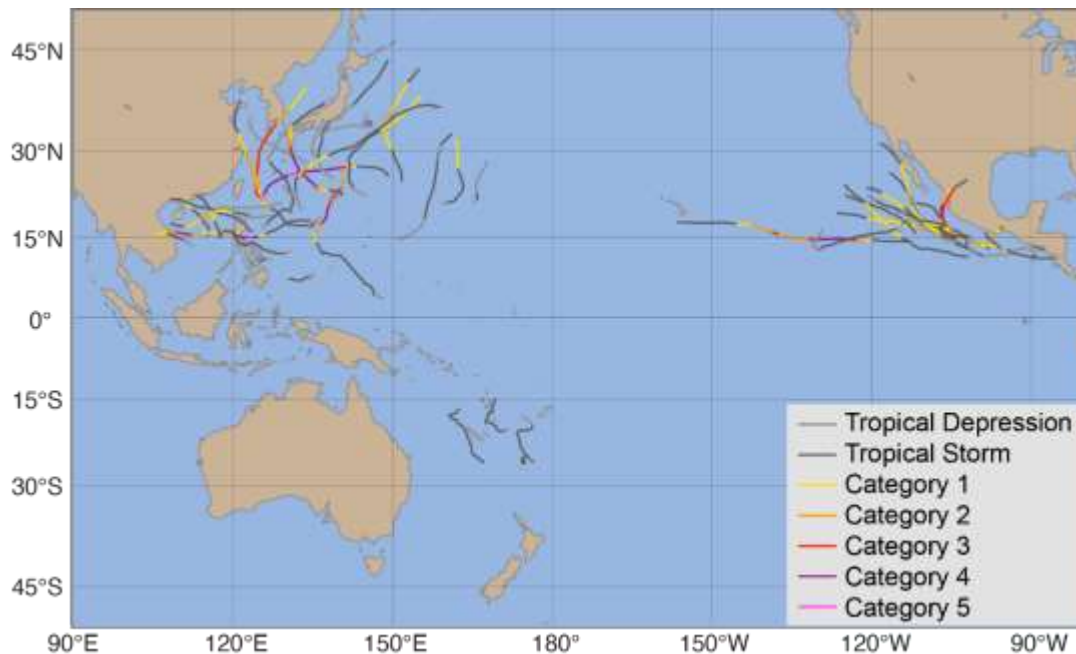 45°N
30°N
15°N
0°
15°S
30°S
45°S
90°E 120°E 150°E 180° 150°W 120°W 90°W
Tropical Depression
Tropical Storm
Category 1
Category 2
Category 3
Category 4
Category 5